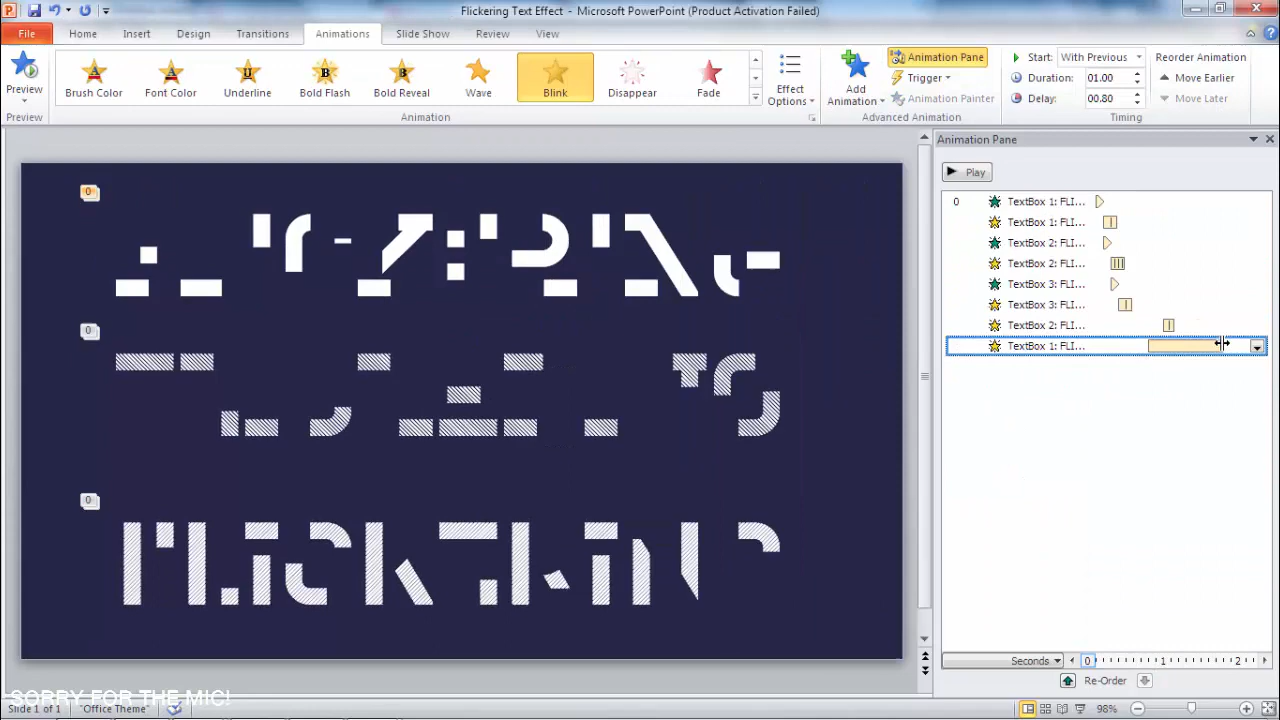 Flickering Text Effect - Microsoft PowerPoint (Product Activation Failed)
File Home Insert Design Transitions Animations Slide Show Review View
Preview
Brush Color Font Color Underline Bold Flash Bold Reveal Wave Blink Disappear Fade
Effect Options
Add Animation
Animation Pane
Trigger
Animation Painter
Start: With Previous
Duration: 01.00
Delay: 00.80
Reorder Animation
Move Earlier
Move Later
Preview Animation Advanced Animation Timing
Animation Pane
Play
0 TextBox 1: FLI...
TextBox 1: FLI...
TextBox 2: FLI...
TextBox 2: FLI...
TextBox 3: FLI...
TextBox 3: FLI...
TextBox 2: FLI...
TextBox 1: FLI...
0
0
0
Seconds 0 1 2
Re-Order
SORRY FOR THE MIC!
Slide 1 of 1 Office Theme 98%